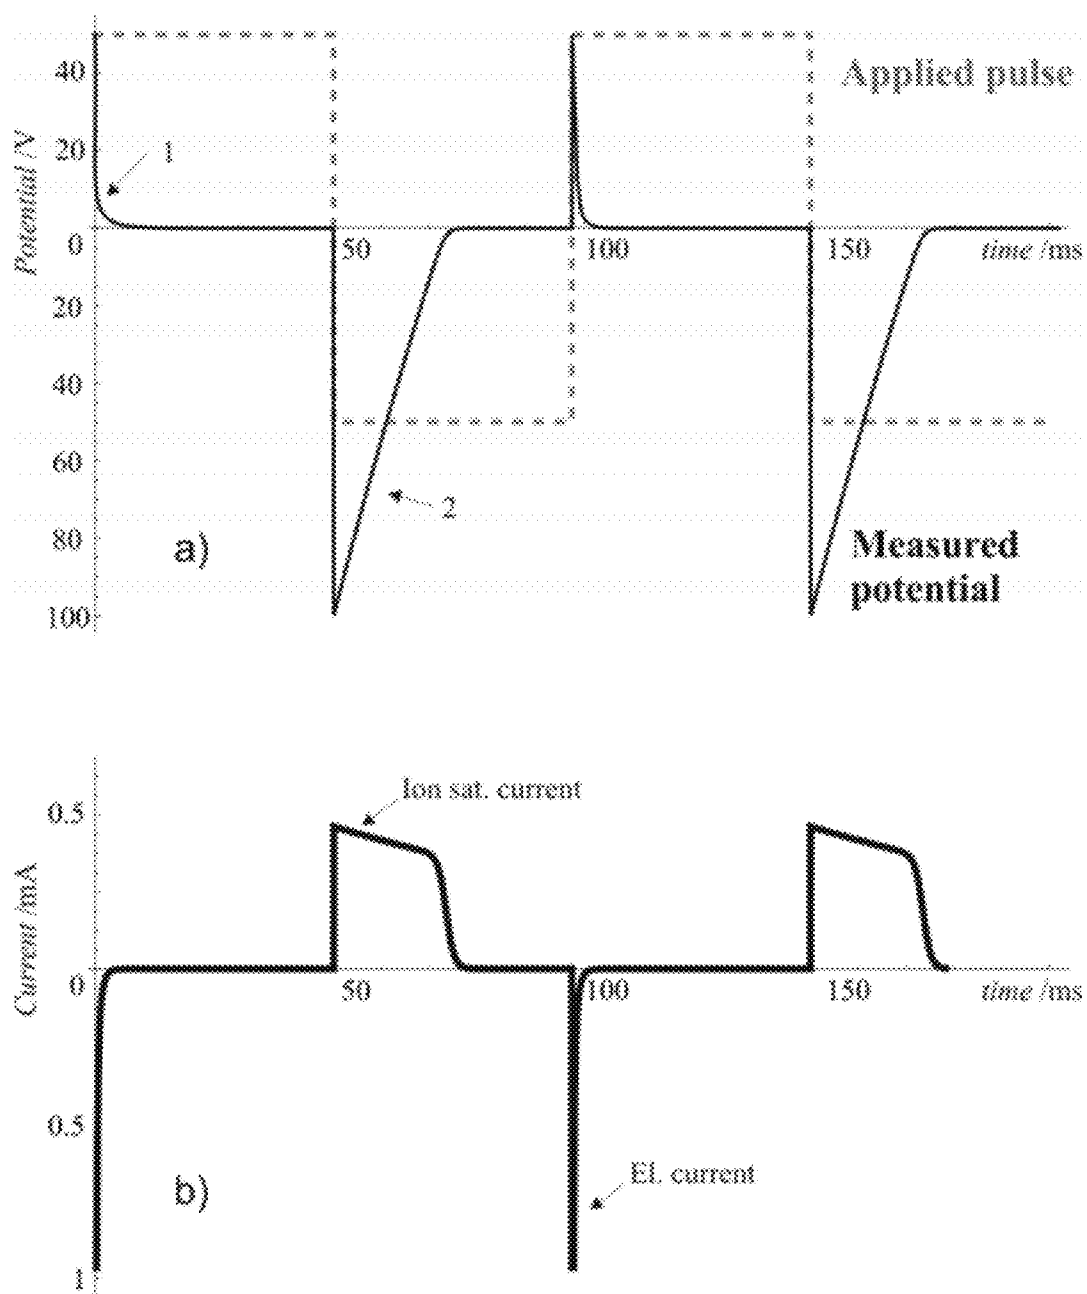 40
Applied pulse
Potential /V
20
1
0
50
100
150
time /ms
20
40
60
2
80
a)
Measured
potential
100
Ion sat. current
0.5
Current /mA
0
50
100
150
time /ms
0.5
El. current
b)
1